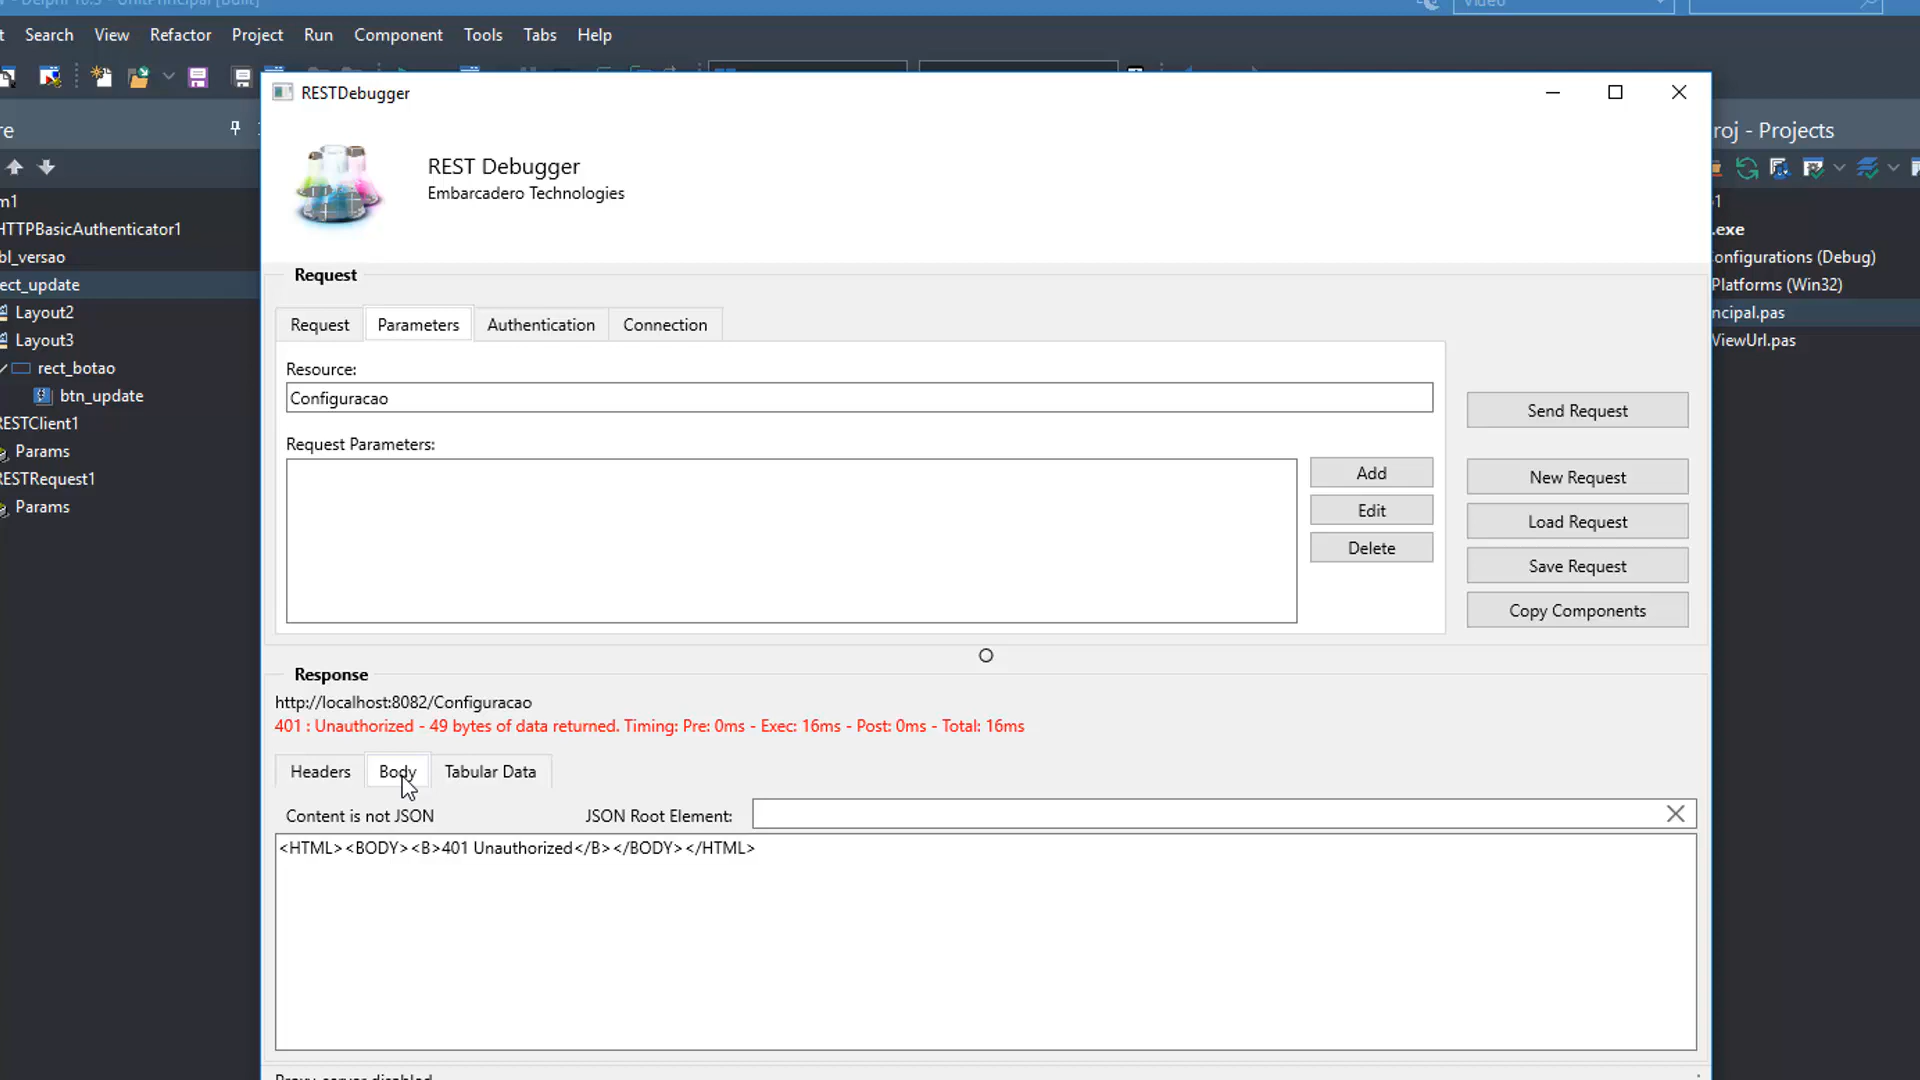 Video
Search View Refactor Project Run Component Tools Tabs Help
RESTDebugger
REST Debugger
Embarcadero Technologies
roj - Projects
HTTPBasicAuthenticator1
bl_versao
ect_update
Layout2
Layout3
rect_botao
btn_update
RESTClient1
Params
RESTRequest1
Params
.exe
onfigurations (Debug)
Platforms (Win32)
ncipal.pas
ViewUrl.pas
Request
Request Parameters Authentication Connection
Resource:
Configuracao
Request Parameters:
Add
Edit
Delete
Send Request
New Request
Load Request
Save Request
Copy Components
Response
http://localhost:8082/Configuracao
401 : Unauthorized - 49 bytes of data returned. Timing: Pre: 0ms - Exec: 16ms - Post: 0ms - Total: 16ms
Headers Body Tabular Data
Content is not JSON JSON Root Element:
<HTML><BODY><B>401 Unauthorized</B></BODY></HTML>